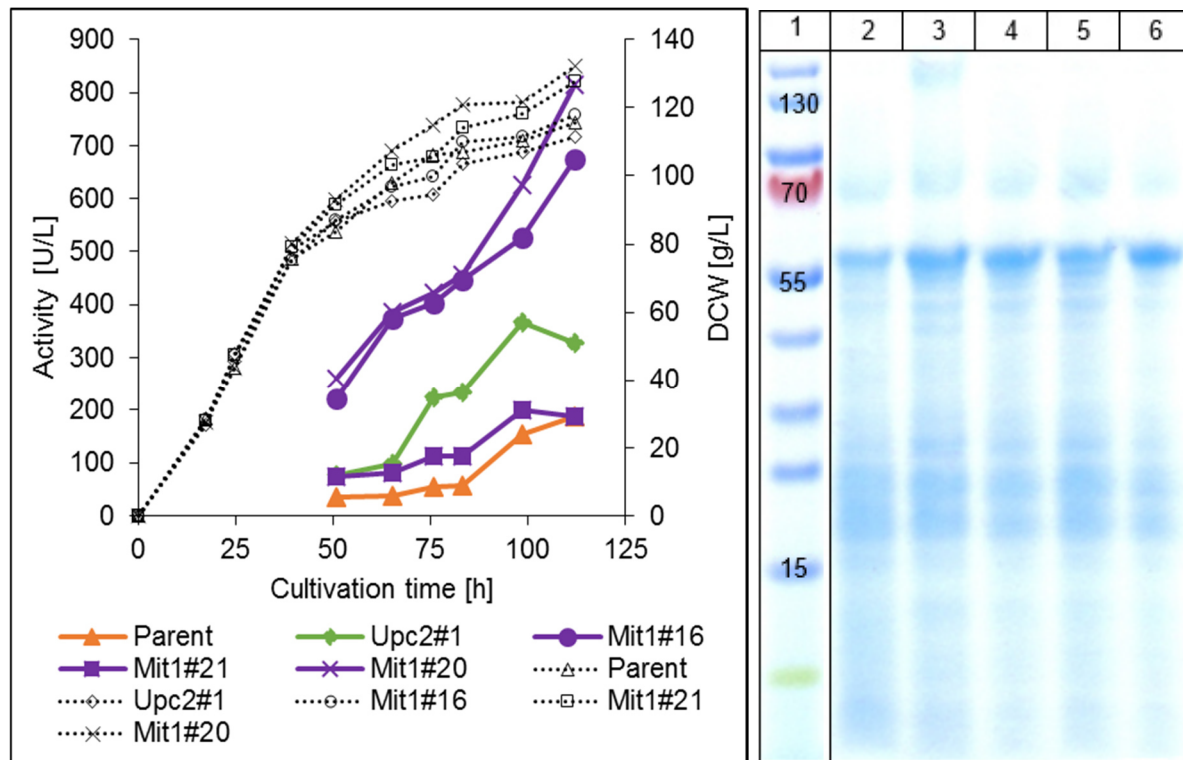 Activity [U/L]
900
800
700
600
500
400
300
200
100
0
140
120
100
80
60
40
20
0
DCW [g/L]
0 25 50 75 100 125
Cultivation time [h]
Parent Upc2#1 Mit1#16
Mit1#21 Mit1#20 Parent
Upc2#1 Mit1#16 Mit1#21
Mit1#20
1 2 3 4 5 6
130
70
55
15